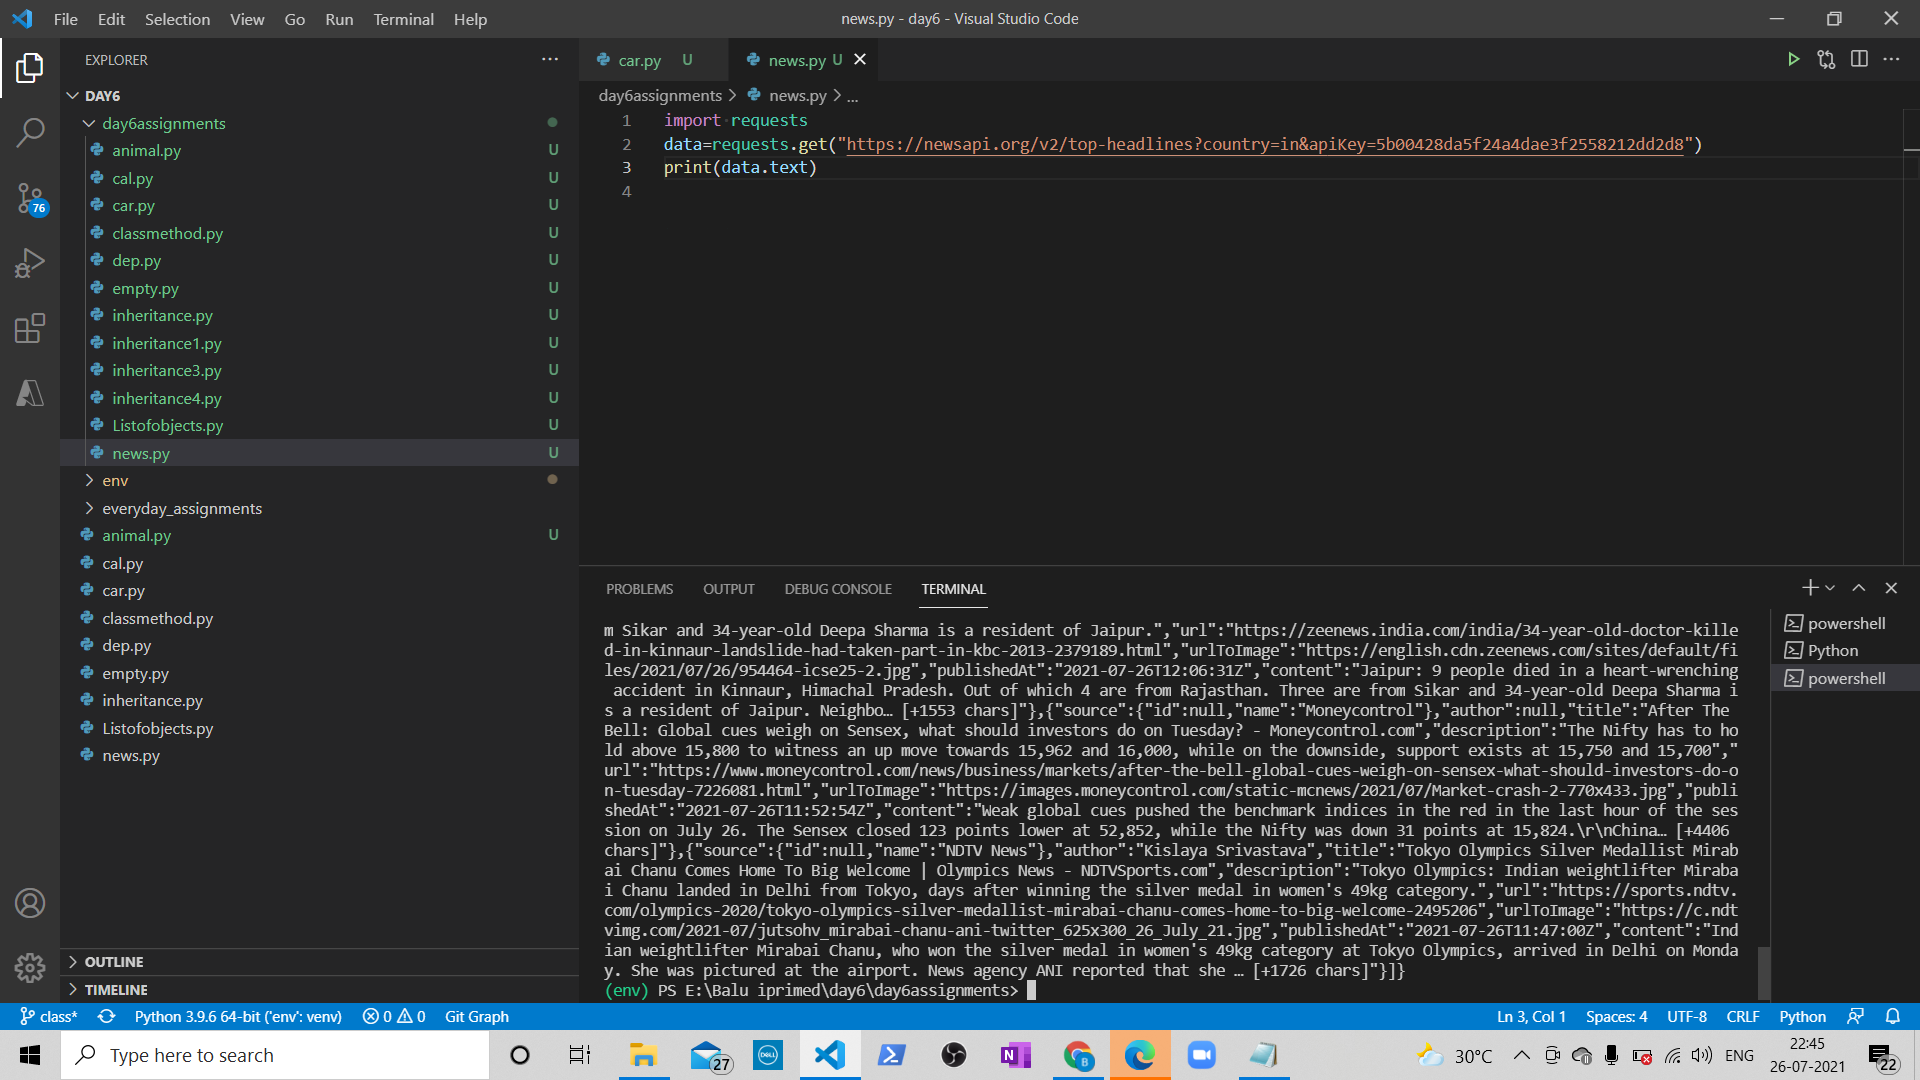 File Edit Selection View Go Run Terminal Help
news.py - day6 - Visual Studio Code
EXPLORER
DAY6
day6assignments
animal.py U
cal.py U
car.py U
classmethod.py U
dep.py U
empty.py U
inheritance.py U
inheritance1.py U
inheritance3.py U
inheritance4.py U
Listofobjects.py U
news.py U
env
everyday_assignments
animal.py U
cal.py
car.py
classmethod.py
dep.py
empty.py
inheritance.py
Listofobjects.py
news.py
OUTLINE
TIMELINE
76
car.py U
news.py U
day6assignments > news.py > ...
1 import requests
2 data=requests.get("https://newsapi.org/v2/top-headlines?country=in&apiKey=5b00428da5f24a4dae3f2558212dd2d8")
3 print(data.text)
4
PROBLEMS OUTPUT DEBUG CONSOLE TERMINAL
m Sikar and 34-year-old Deepa Sharma is a resident of Jaipur.","url":"https://zeenews.india.com/india/34-year-old-doctor-kille
d-in-kinnaur-landslide-had-taken-part-in-kbc-2013-2379189.html","urlToImage":"https://english.cdn.zeenews.com/sites/default/fi
les/2021/07/26/954464-icse25-2.jpg","publishedAt":"2021-07-26T12:06:31Z","content":"Jaipur: 9 people died in a heart-wrenching
accident in Kinnaur, Himachal Pradesh. Out of which 4 are from Rajasthan. Three are from Sikar and 34-year-old Deepa Sharma i
s a resident of Jaipur. Neighbo… [+1553 chars]"},{"source":{"id":null,"name":"Moneycontrol"},"author":null,"title":"After The
Bell: Global cues weigh on Sensex, what should investors do on Tuesday? - Moneycontrol.com","description":"The Nifty has to ho
ld above 15,800 to witness an up move towards 15,962 and 16,000, while on the downside, support exists at 15,750 and 15,700","
url":"https://www.moneycontrol.com/news/business/markets/after-the-bell-global-cues-weigh-on-sensex-what-should-investors-do-o
n-tuesday-7226081.html","urlToImage":"https://images.moneycontrol.com/static-mcnews/2021/07/Market-crash-2-770x433.jpg","publi
shedAt":"2021-07-26T11:52:54Z","content":"Weak global cues pushed the benchmark indices in the red in the last hour of the ses
sion on July 26. The Sensex closed 123 points lower at 52,852, while the Nifty was down 31 points at 15,824.\r\nChina… [+4406
chars]"},{"source":{"id":null,"name":"NDTV News"},"author":"Kislaya Srivastava","title":"Tokyo Olympics Silver Medallist Mirab
ai Chanu Comes Home To Big Welcome | Olympics News - NDTVSports.com","description":"Tokyo Olympics: Indian weightlifter Miraba
i Chanu landed in Delhi from Tokyo, days after winning the silver medal in women's 49kg category.","url":"https://sports.ndtv.
com/olympics-2020/tokyo-olympics-silver-medallist-mirabai-chanu-comes-home-to-big-welcome-2495206","urlToImage":"https://c.ndt
vimg.com/2021-07/jutsohv_mirabai-chanu-ani-twitter_625x300_26_July_21.jpg","publishedAt":"2021-07-26T11:47:00Z","content":"Ind
ian weightlifter Mirabai Chanu, who won the silver medal in women's 49kg category at Tokyo Olympics, arrived in Delhi on Monda
y. She was pictured at the airport. News agency ANI reported that she … [+1726 chars]"}]}
(env) PS E:\Balu iprimed\day6\day6assignments>
powershell
Python
powershell
class* Python 3.9.6 64-bit ('env': venv) 0 0 Git Graph Ln 3, Col 1 Spaces: 4 UTF-8 CRLF Python
Type here to search
27
DELL
N
B
30°C
ENG
22:45
26-07-2021
22